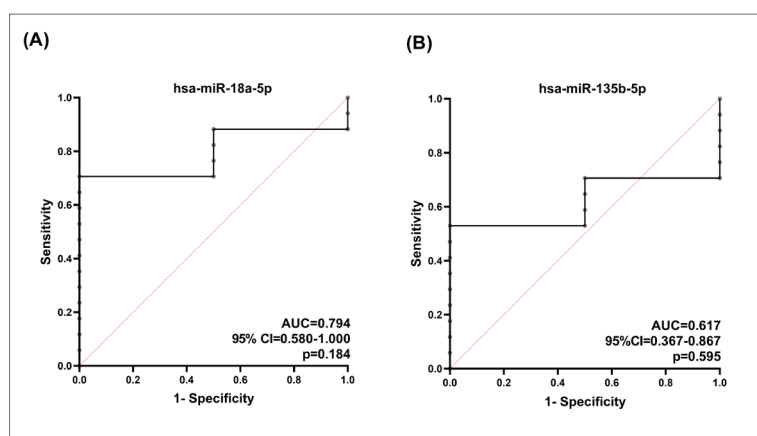 (A)
hsa-miR-18a-5p
1.0
0.8
0.6
0.4
0.2
0.0
Sensitivity
AUC=0.794
95% CI=0.580-1.000
p=0.184
0.0 0.2 0.4 0.6 0.8 1.0
1- Specificity
(B)
hsa-miR-135b-5p
1.0
0.8
0.6
0.4
0.2
0.0
Sensitivity
AUC=0.617
95%CI=0.367-0.867
p=0.595
0.0 0.2 0.4 0.6 0.8 1.0
1- Specificity